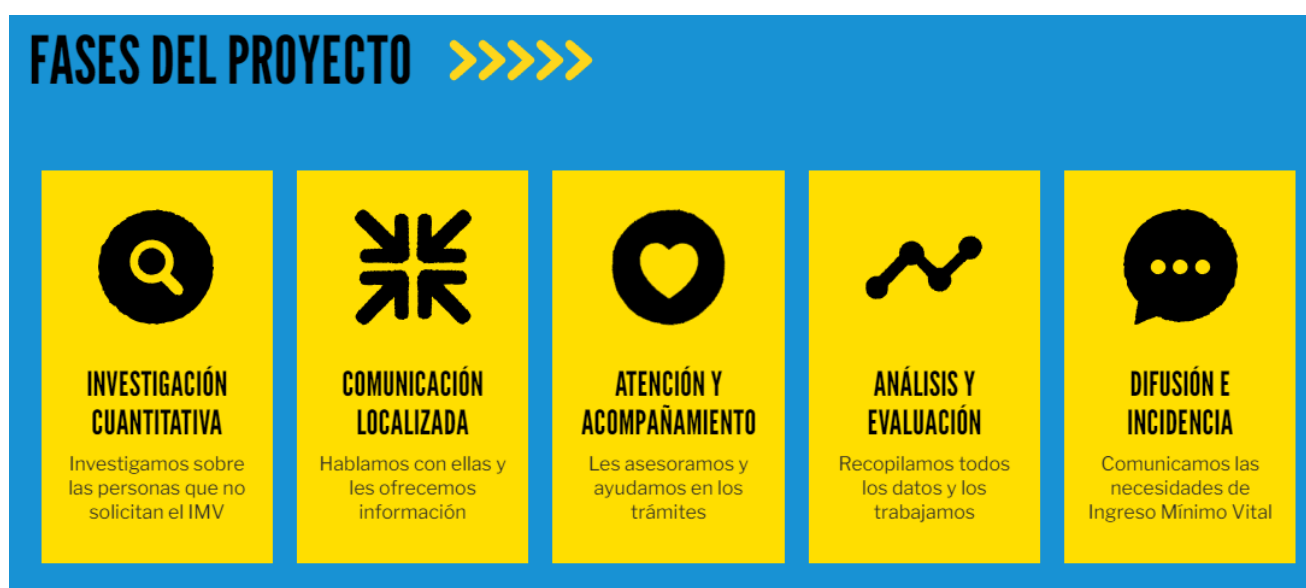 FASES DEL PROYECTO
INVESTIGACIÓN
CUANTITATIVA
Investigamos sobre
las personas que no
solicitan el IMV
COMUNICACIÓN
LOCALIZADA
Hablamos con ellas y
les ofrecemos
información
ATENCIÓN Y
ACOMPAÑAMIENTO
Les asesoramos y
ayudamos en los
trámites
ANÁLISIS Y
EVALUACIÓN
Recopilamos todos
los datos y los
trabajamos
DIFUSIÓN E
INCIDENCIA
Comunicamos las
necesidades de
Ingreso Mínimo Vital